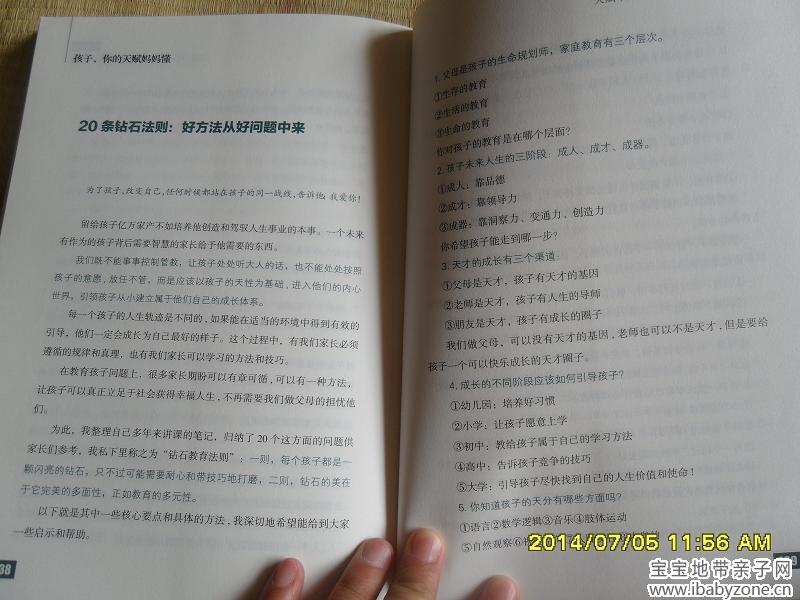 孩子，你的天赋妈妈懂
20 条钻石法则：好方法从好问题中来
为了孩子，改变自己，任何时候都站在孩子的同一战线，告诉他：我爱你！
留给孩子亿万家产不如培养他创造和驾驭人生事业的本事。一个未来
有作为的孩子背后需要智慧的家长给予他需要的东西。
我们既不能事事控制管教，让孩子处处听大人的话，也不能处处按照
孩子的意愿，放任不管，而是应该以孩子的天性为基础，进入他们的内心
世界，引领孩子从小建立属于他们自己的成长体系。
每一个孩子的人生轨迹是不同的，如果能在适当的环境中得到有效的
引导，他们一定会成为自己最好的样子。这个过程中，有我们家长必须
遵循的规律和真理，也有我们家长可以学习的方法和技巧。
在教育孩子问题上，很多家长期盼可以有章可循，可以有一种方法，
让孩子可以真正立足于社会获得幸福人生，不再需要我们做父母的担忧他
们。
为此，我整理自己多年来讲课的笔记，归纳了 20 个这方面的问题供
家长们参考，我私下里称之为“钻石教育法则”：一则，每个孩子都是一
颗闪亮的钻石，只不过可能需要耐心和带技巧地打磨，二则，钻石的美在
于它完美的多面性，正如教育的多元性。
以下就是其中一些核心要点和具体的方法，我深切地希望能给到大家
一些启示和帮助。
38
1. 父母是孩子的生命规划师，家庭教育有三个层次。
①生存的教育
②生活的教育
③生命的教育
你对孩子的教育是在哪个层面？
2. 孩子未来人生的三阶段：成人、成才、成器。
①成人：靠品德
②成才：靠领导力
③成器：靠洞察力、变通力、创造力
你希望孩子能走到哪一步？
3. 天才的成长有三个渠道：
①父母是天才，孩子有天才的基因
②老师是天才，孩子有人生的导师
③朋友是天才，孩子有成长的圈子
我们做父母，可以没有天才的基因，老师也可以不是天才，但是要给
孩子一个可以快乐成长的天才圈子。
4. 成长的不同阶段应该如何引导孩子？
①幼儿园：培养好习惯
②小学：让孩子愿意上学
③初中：教给孩子属于自己的学习方法
④高中：告诉孩子竞争的技巧
⑤大学：引导孩子尽快找到自己的人生价值和使命！
5. 你知道孩子的天分有哪些方面吗？
①语言②数学逻辑③音乐④肢体运动
⑤自然观察⑥
2014/07/05 11:56 AM
宝宝地带亲子网
www.ibabyzone.cn